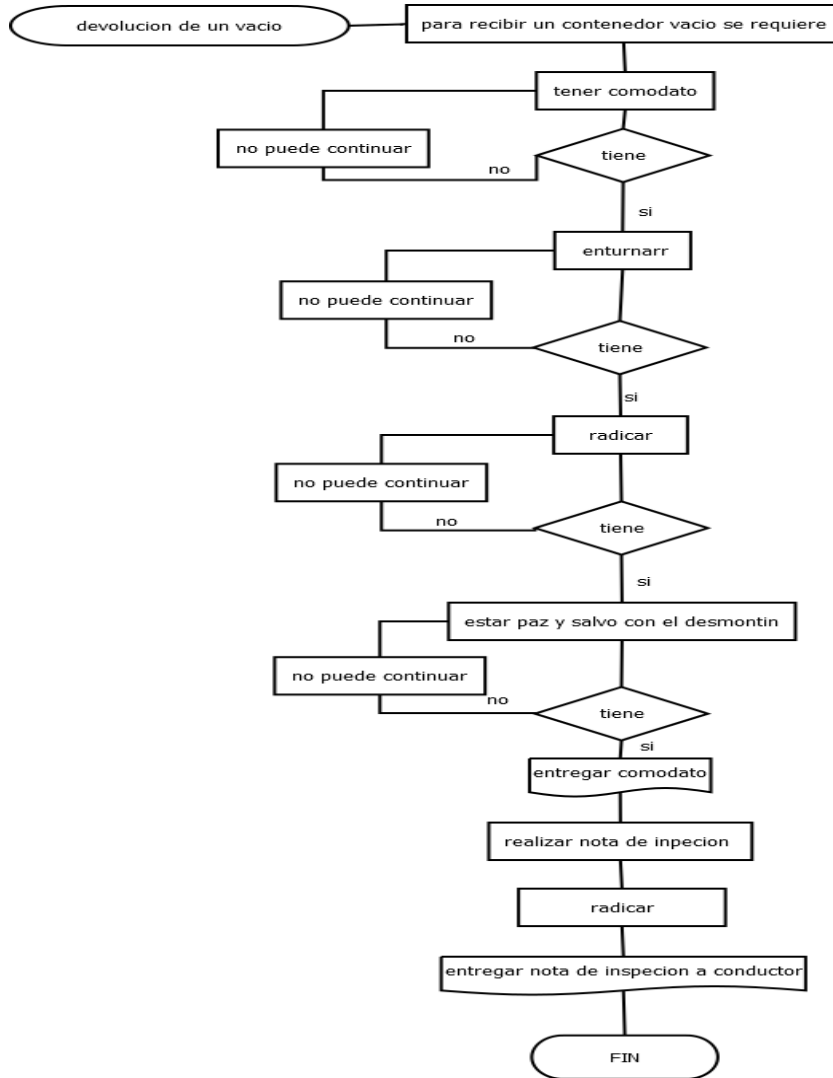 devolucion de un vacio
para recibir un contenedor vacio se requiere
tener comodato
no puede continuar
no
tiene
si
enturnarr
no puede continuar
no
tiene
si
radicar
no puede continuar
no
tiene
si
estar paz y salvo con el desmontin
no puede continuar
no
tiene
si
entregar comodato
realizar nota de inpecion
radicar
entregar nota de inspecion a conductor
FIN